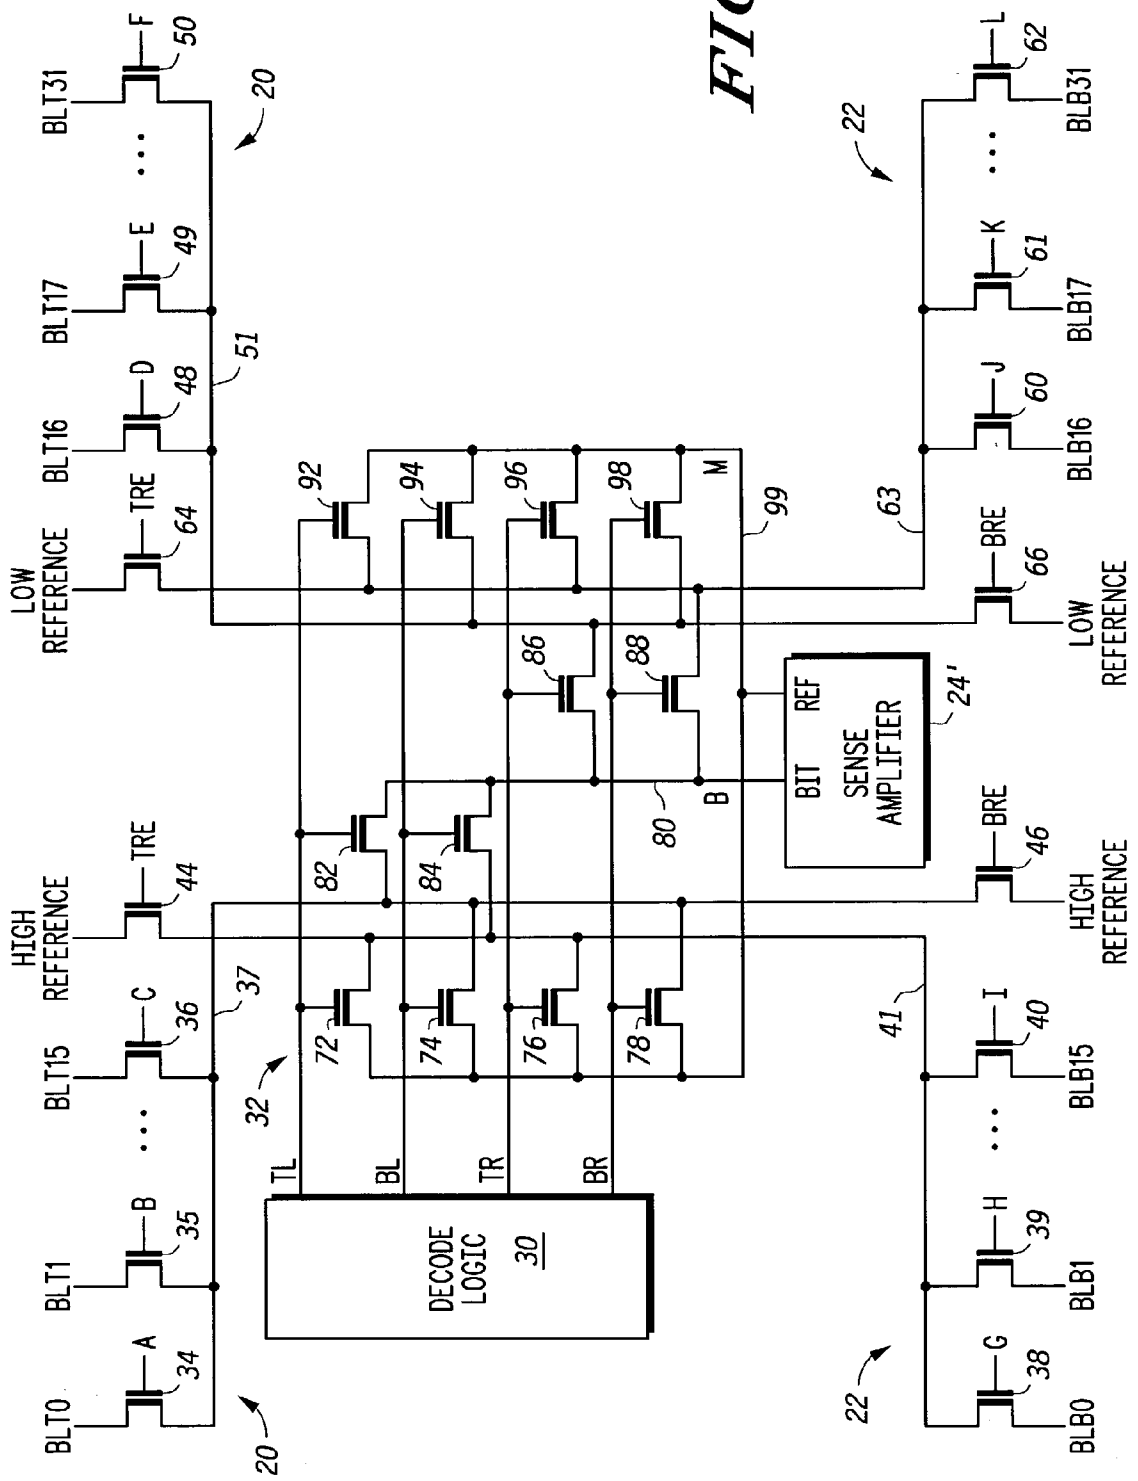 BLT0
A
34
BLT1
B
35
...
BLT15
C
36
HIGH
REFERENCE
TRE
44
LOW
REFERENCE
TRE
64
BLT16
D
48
BLT17
E
49
...
BLT31
F
50
20
37
51
20
32
TL
BL
TR
BR
DECODE
LOGIC
30
72
74
76
78
82
84
86
88
92
94
96
98
80
B
M
99
BIT
REF
SENSE
AMPLIFIER
24'
22
41
63
22
BLB0
G
38
BLB1
H
39
...
BLB15
I
40
HIGH
REFERENCE
BRE
46
LOW
REFERENCE
BRE
66
BLB16
J
60
BLB17
K
61
...
BLB31
L
62